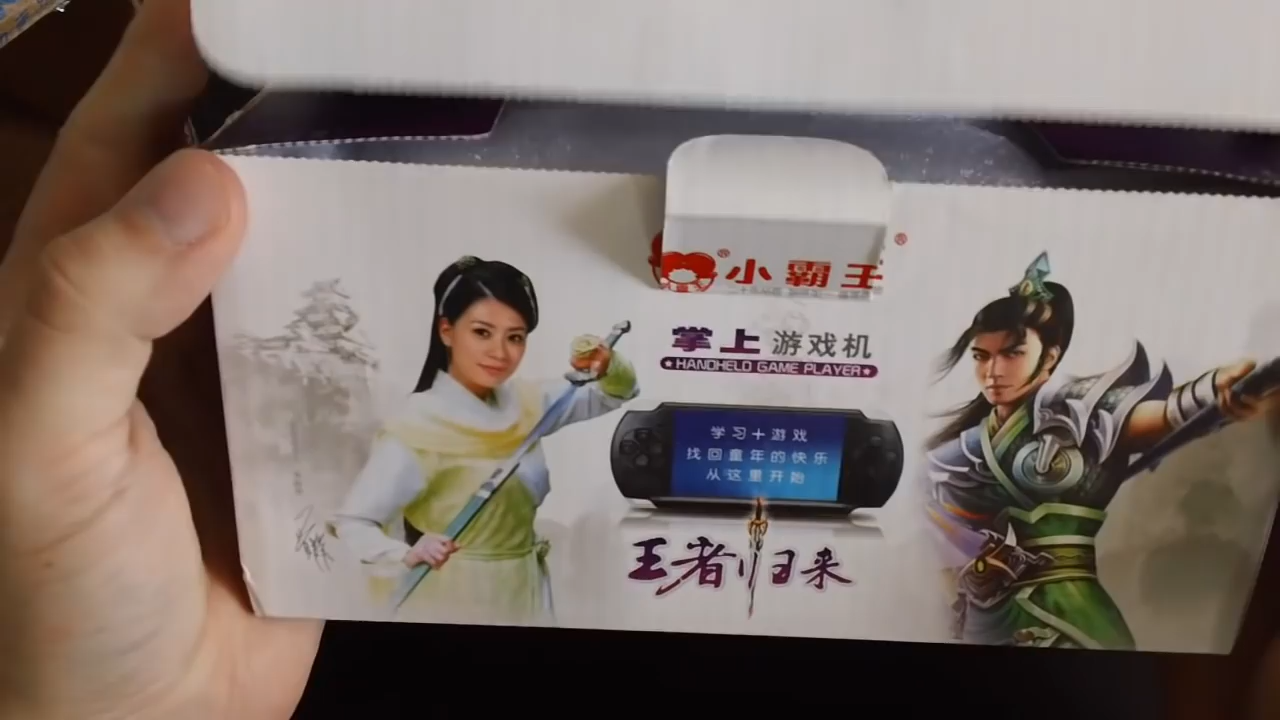 小霸王
掌上游戏机
HANDHELD GAME PLAYER
学习+游戏
找回童年的快乐
从这里开始
王者归来